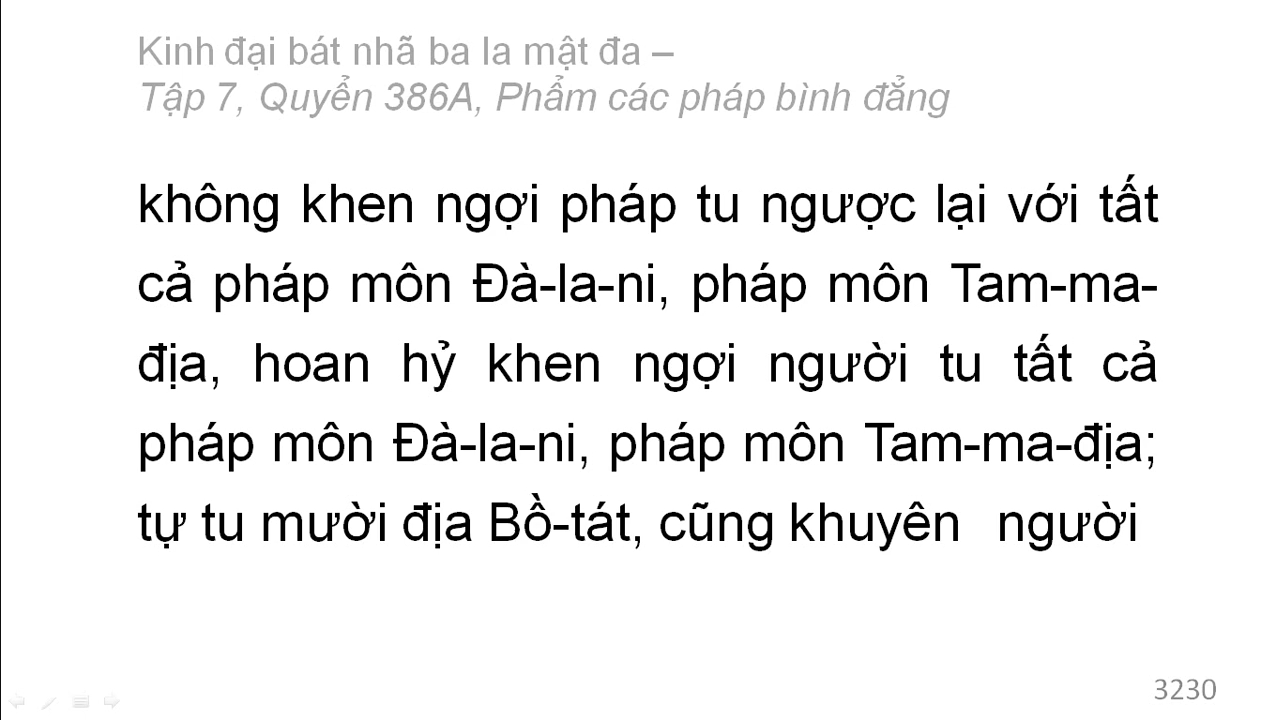 Kinh đại bát nhã ba la mật đa –
Tập 7, Quyển 386A, Phẩm các pháp bình đẳng
không khen ngợi pháp tu ngược lại với tất
cả pháp môn Đà-la-ni, pháp môn Tam-ma-
địa, hoan hỷ khen ngợi người tu tất cả
pháp môn Đà-la-ni, pháp môn Tam-ma-địa;
tự tu mười địa Bồ-tát, cũng khuyên người
3230